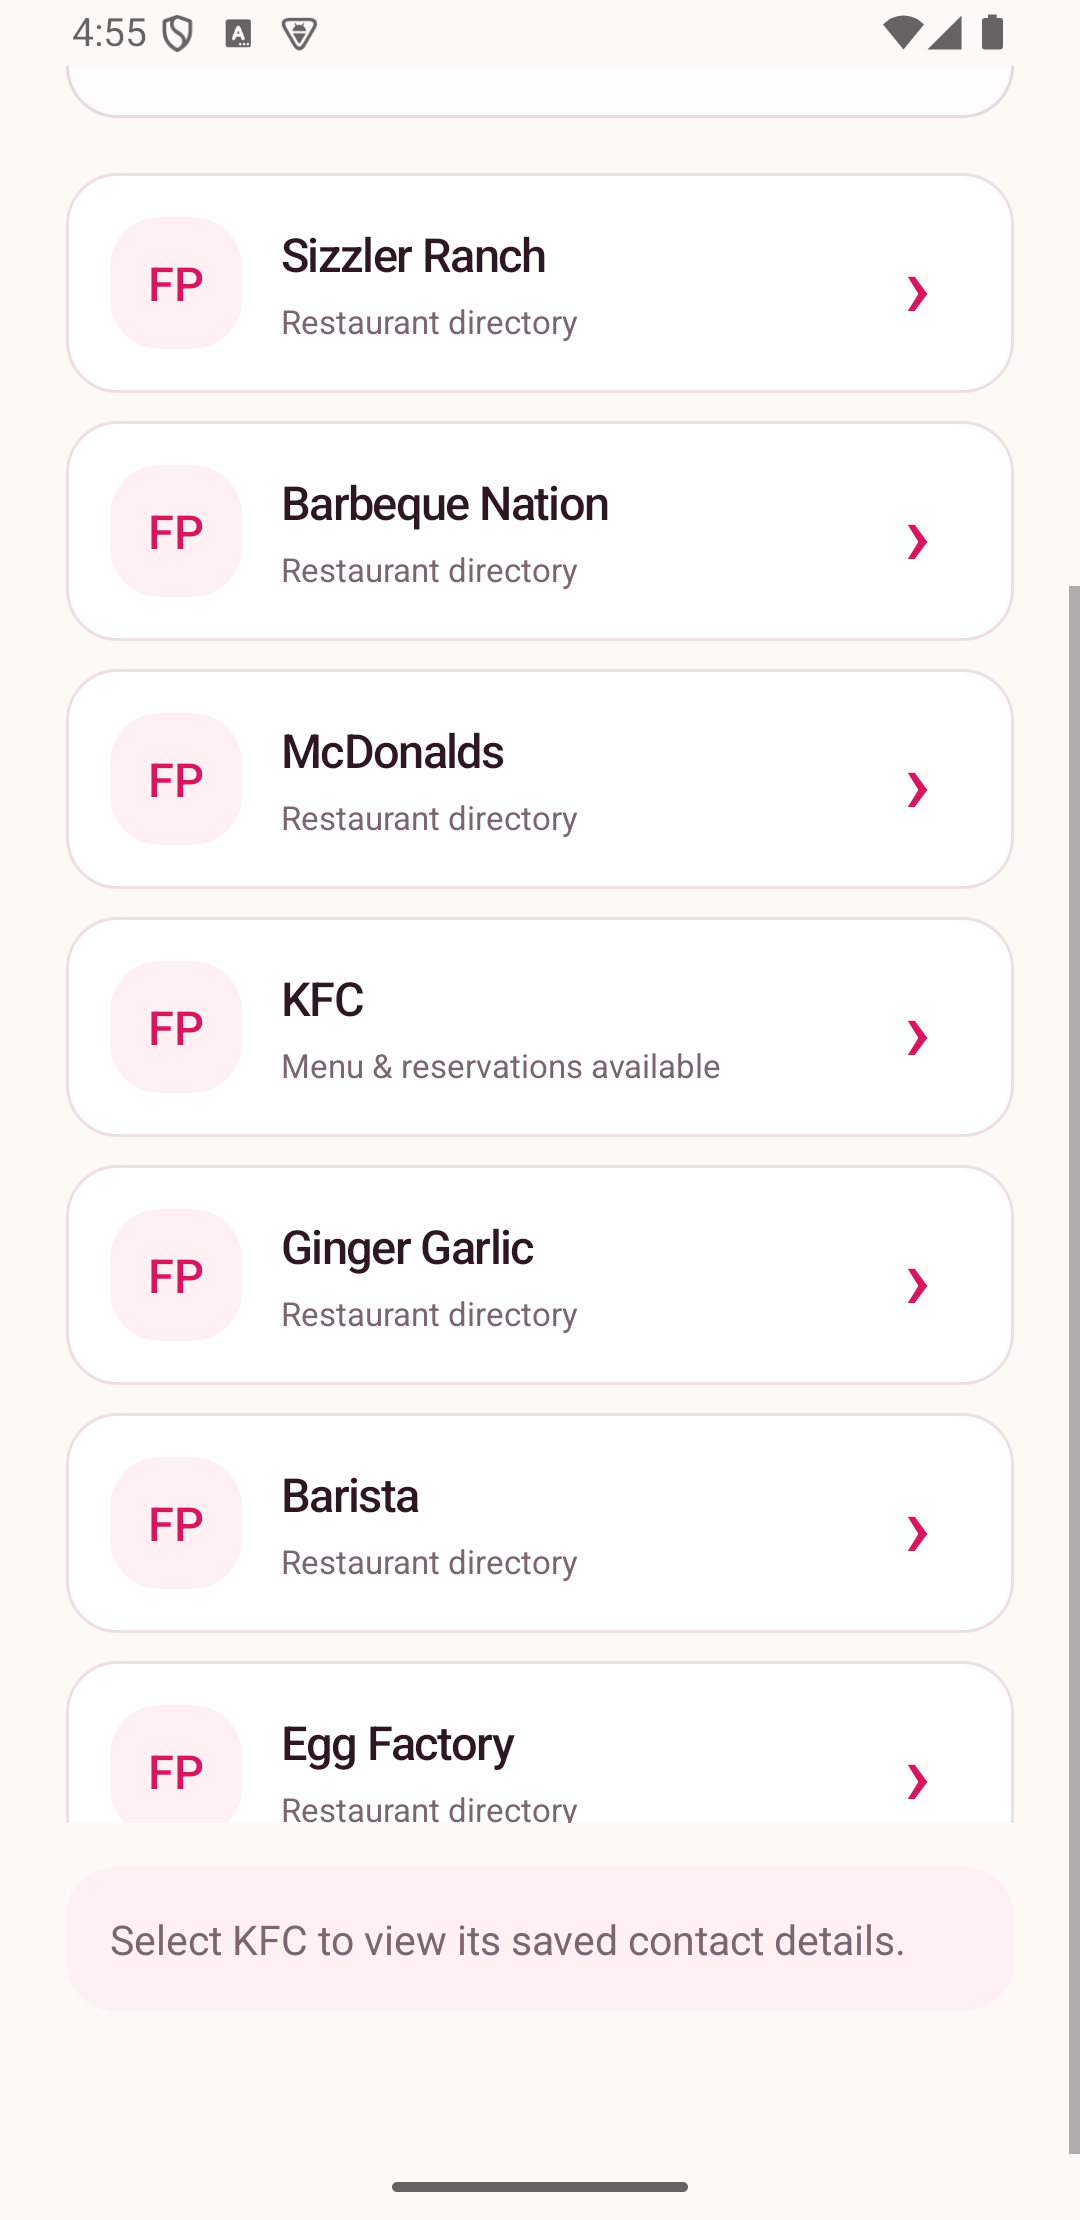 4:55
FP
Sizzler Ranch
Restaurant directory
❯
FP
Barbeque Nation
Restaurant directory
❯
FP
McDonalds
Restaurant directory
❯
FP
KFC
Menu & reservations available
❯
FP
Ginger Garlic
Restaurant directory
❯
FP
Barista
Restaurant directory
❯
FP
Egg Factory
Restaurant directory
❯
Select KFC to view its saved contact details.